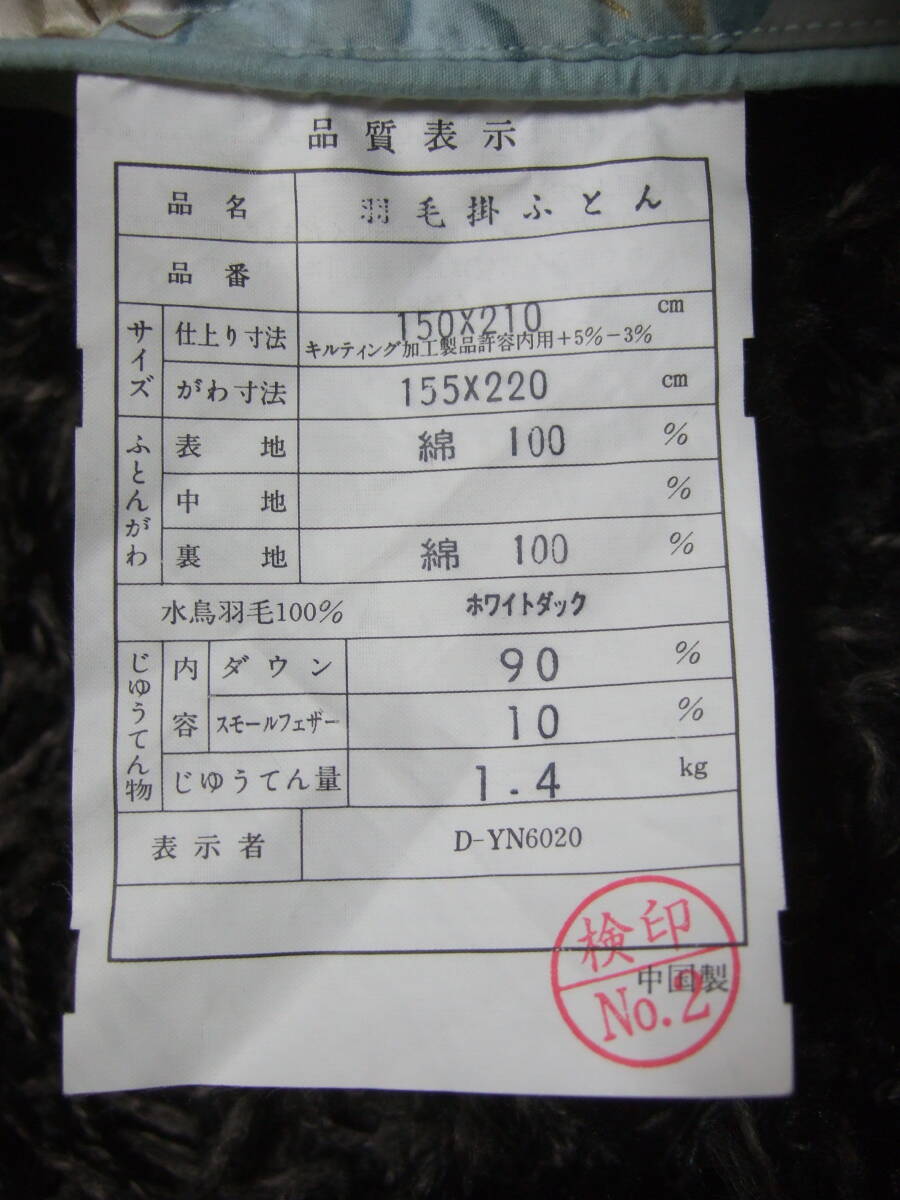 品質表示
品名 羽毛掛ふとん
品番
サイズ 仕上り寸法 150X210 cm
キルティング加工製品許容内用+5%-3%
がわ寸法 155X220 cm
ふとんがわ 表地 綿 100 %
中地 %
裏地 綿 100 %
水鳥羽毛100% ホワイトダック
じゅうてん物 内容 ダウン 90 %
スモールフェザー 10 %
じゅうてん量 1.4 kg
表示者 D-YN6020
検印
中国製
No.2